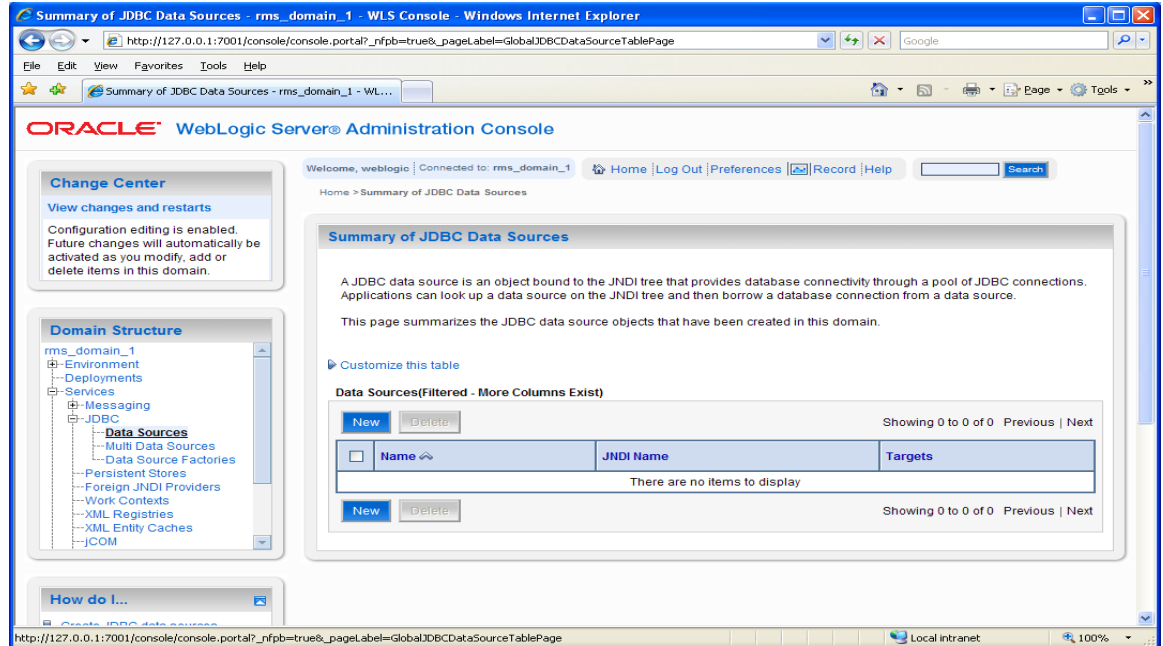 Summary of JDBC Data Sources - rms_domain_1 - WLS Console - Windows Internet Explorer
http://127.0.0.1:7001/console/console.portal?_nfpb=true&_pageLabel=GlobalJDBCDataSourceTablePage
Google
File Edit View Favorites Tools Help
Summary of JDBC Data Sources - rms_domain_1 - WL...
Page Tools »
ORACLE WebLogic Server® Administration Console
Change Center
View changes and restarts
Configuration editing is enabled.
Future changes will automatically be
activated as you modify, add or
delete items in this domain.
Domain Structure
rms_domain_1
Environment
Deployments
Services
Messaging
JDBC
Data Sources
Multi Data Sources
Data Source Factories
Persistent Stores
Foreign JNDI Providers
Work Contexts
XML Registries
XML Entity Caches
jCOM
How do I...
Create JDBC data sources
Welcome, weblogic Connected to: rms_domain_1 Home Log Out Preferences Record Help Search
Home > Summary of JDBC Data Sources
Summary of JDBC Data Sources
A JDBC data source is an object bound to the JNDI tree that provides database connectivity through a pool of JDBC connections.
Applications can look up a data source on the JNDI tree and then borrow a database connection from a data source.
This page summarizes the JDBC data source objects that have been created in this domain.
Customize this table
Data Sources(Filtered - More Columns Exist)
New Delete Showing 0 to 0 of 0 Previous | Next
Name JNDI Name Targets
There are no items to display
New Delete Showing 0 to 0 of 0 Previous | Next
http://127.0.0.1:7001/console/console.portal?_nfpb=true&_pageLabel=GlobalJDBCDataSourceTablePage
Local intranet 100%